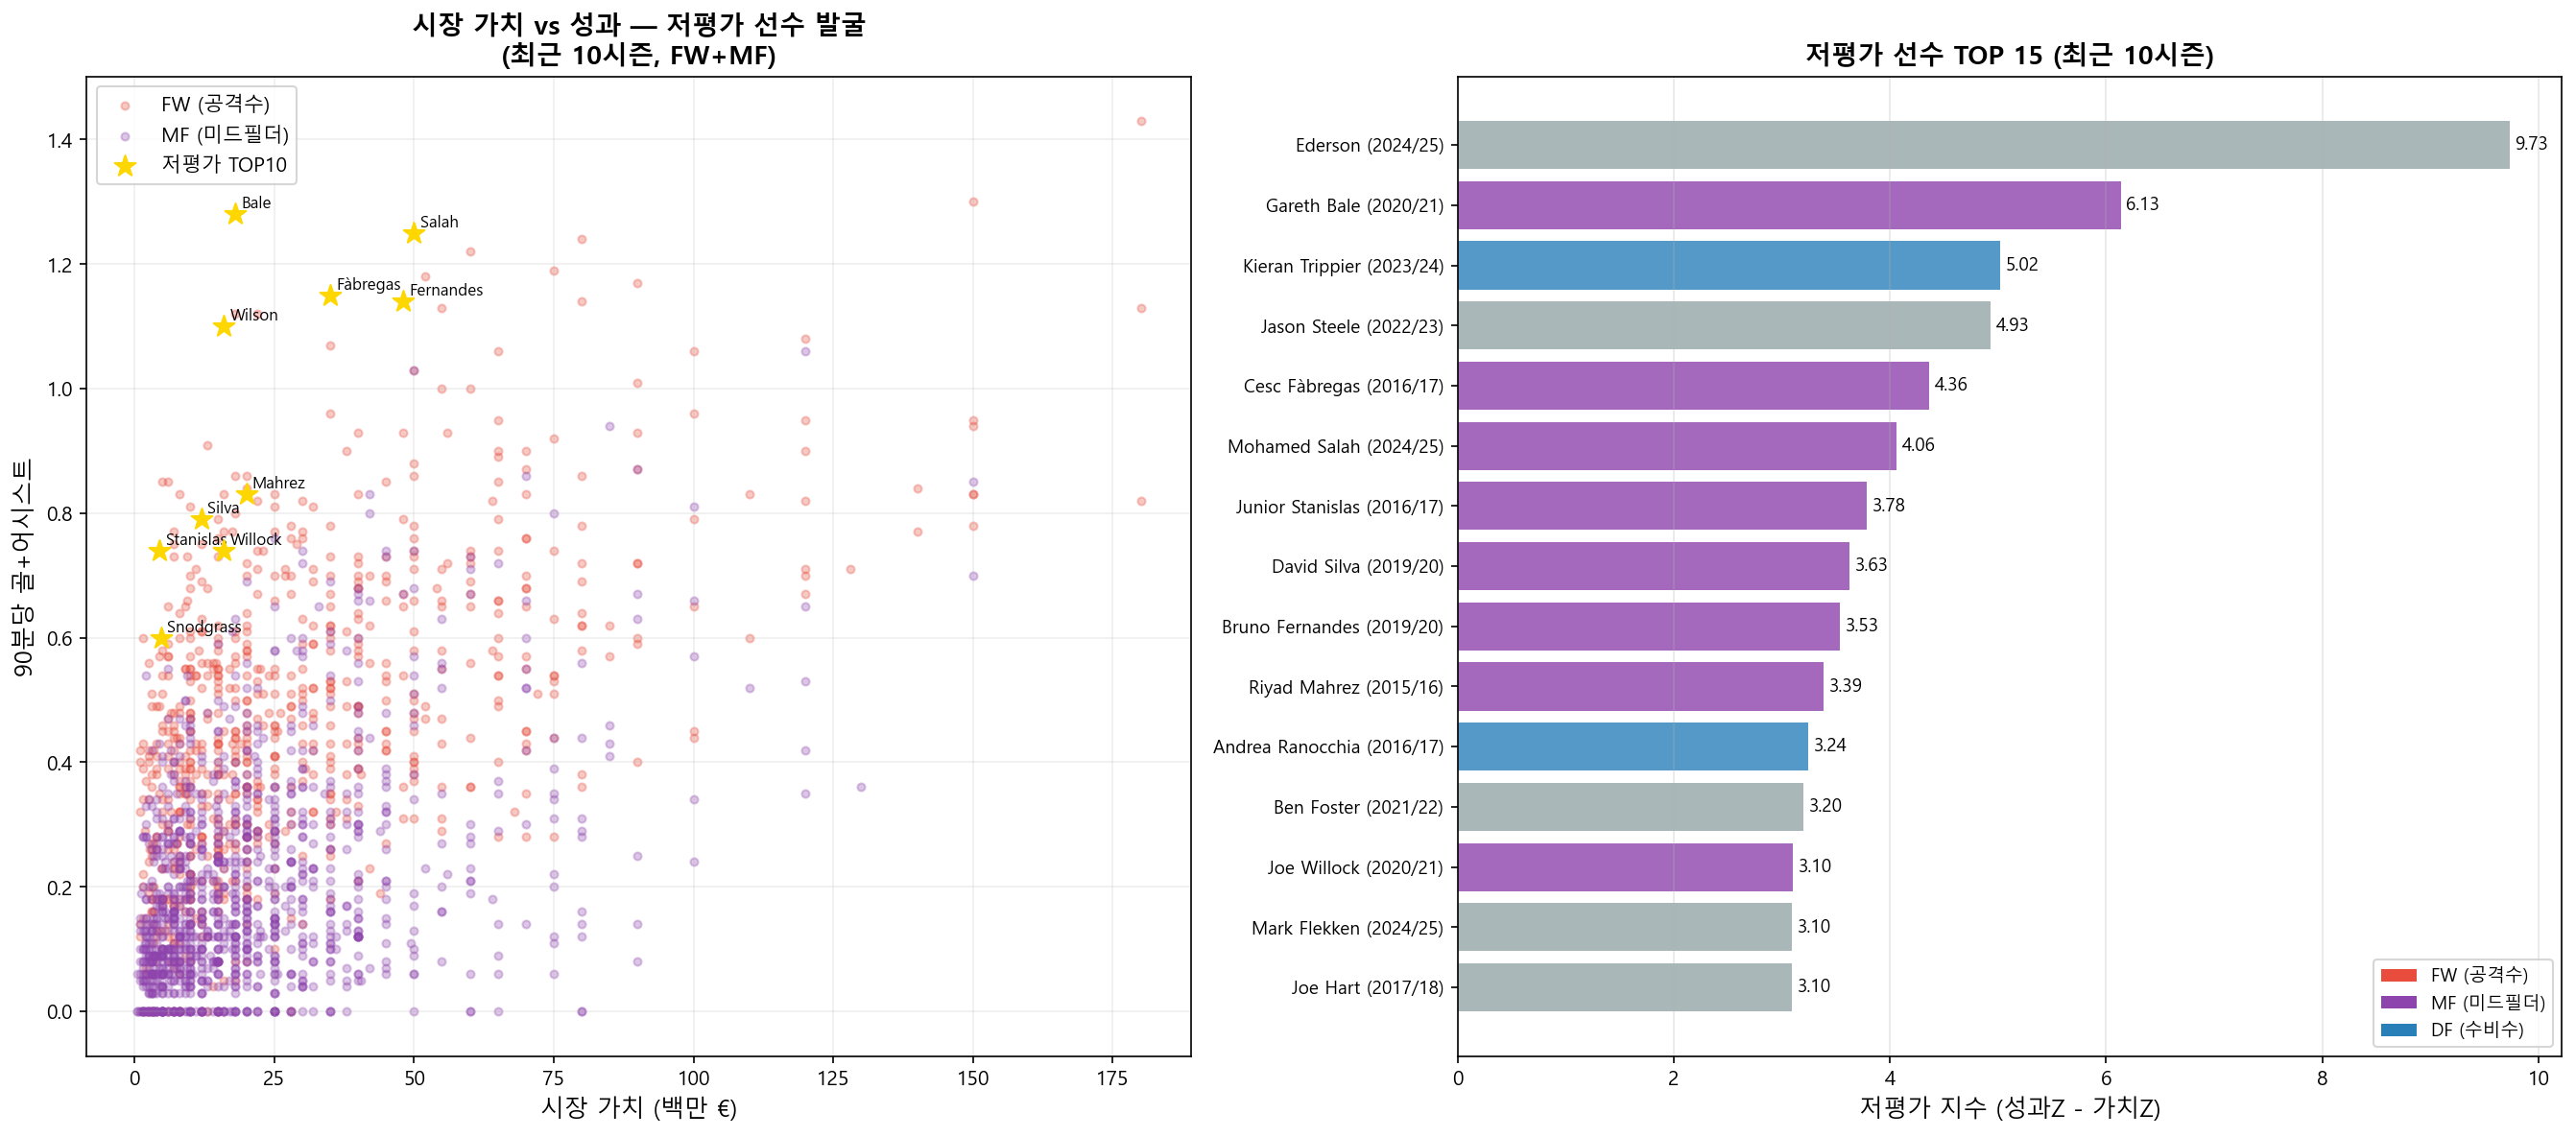 시장 가치 vs 성과 — 저평가 선수 발굴
(최근 10시즌, FW+MF)
FW (공격수)
MF (미드필더)
저평가 TOP10
Bale
Salah
Fàbregas
Fernandes
Wilson
Mahrez
Silva
Stanislas
Willock
Snodgrass
90분당 골+어시스트
1.4
1.2
1.0
0.8
0.6
0.4
0.2
0.0
0
25
50
75
100
125
150
175
시장 가치 (백만 €)
저평가 선수 TOP 15 (최근 10시즌)
Ederson (2024/25)
9.73
Gareth Bale (2020/21)
6.13
Kieran Trippier (2023/24)
5.02
Jason Steele (2022/23)
4.93
Cesc Fàbregas (2016/17)
4.36
Mohamed Salah (2024/25)
4.06
Junior Stanislas (2016/17)
3.78
David Silva (2019/20)
3.63
Bruno Fernandes (2019/20)
3.53
Riyad Mahrez (2015/16)
3.39
Andrea Ranocchia (2016/17)
3.24
Ben Foster (2021/22)
3.20
Joe Willock (2020/21)
3.10
Mark Flekken (2024/25)
3.10
Joe Hart (2017/18)
3.10
FW (공격수)
MF (미드필더)
DF (수비수)
0
2
4
6
8
10
저평가 지수 (성과Z - 가치Z)